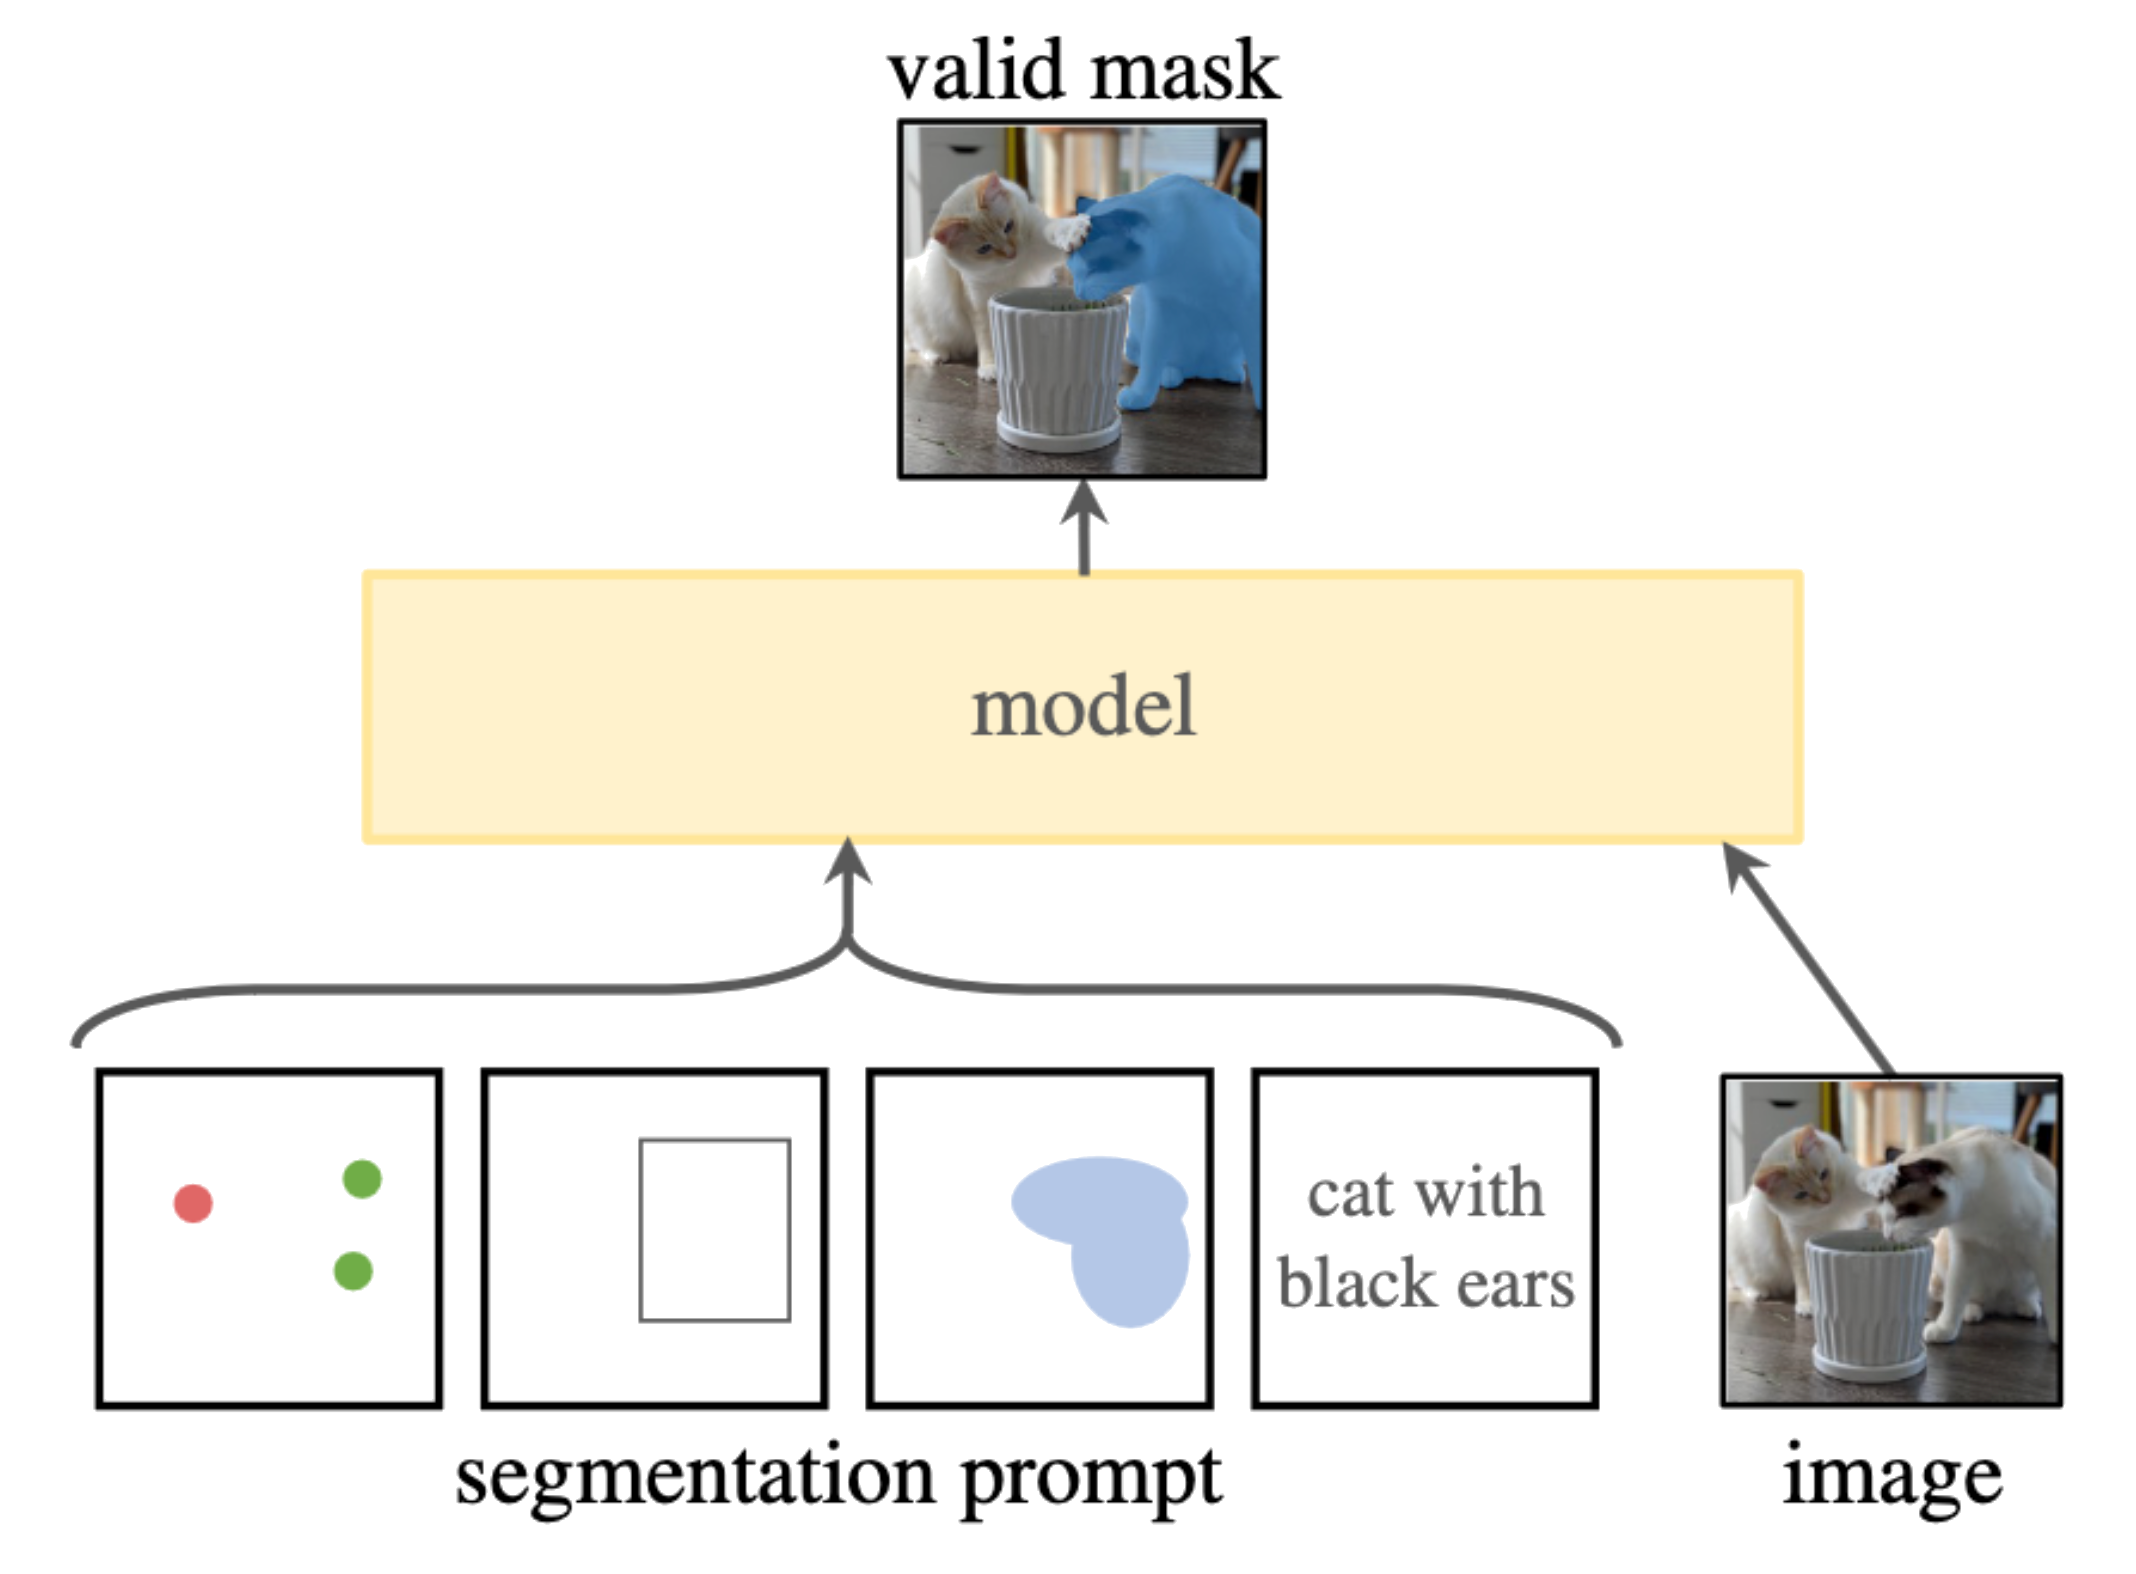 valid mask
model
cat with
black ears
segmentation prompt
image